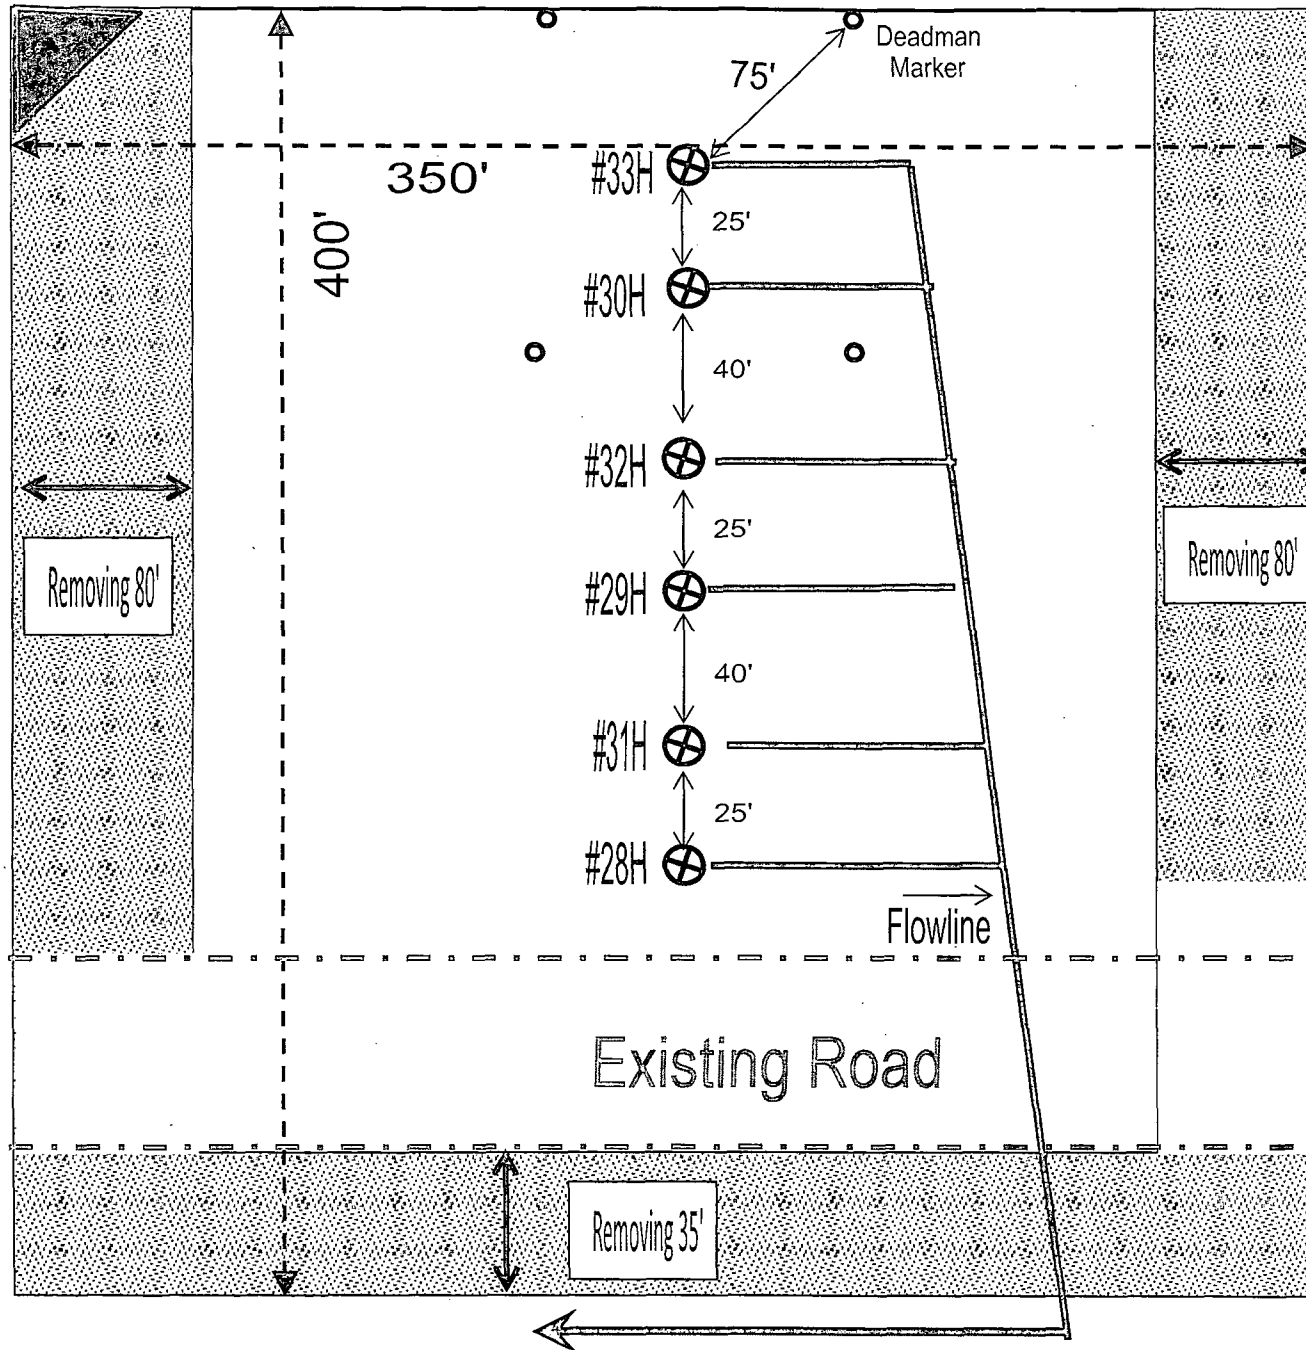 Deadman
Marker
75'
350'
400'
#33H
25'
#30H
40'
#32H
25'
Removing 80'
Removing 80'
#29H
40'
#31H
25'
#28H
Flowline
Existing Road
Removing 35'